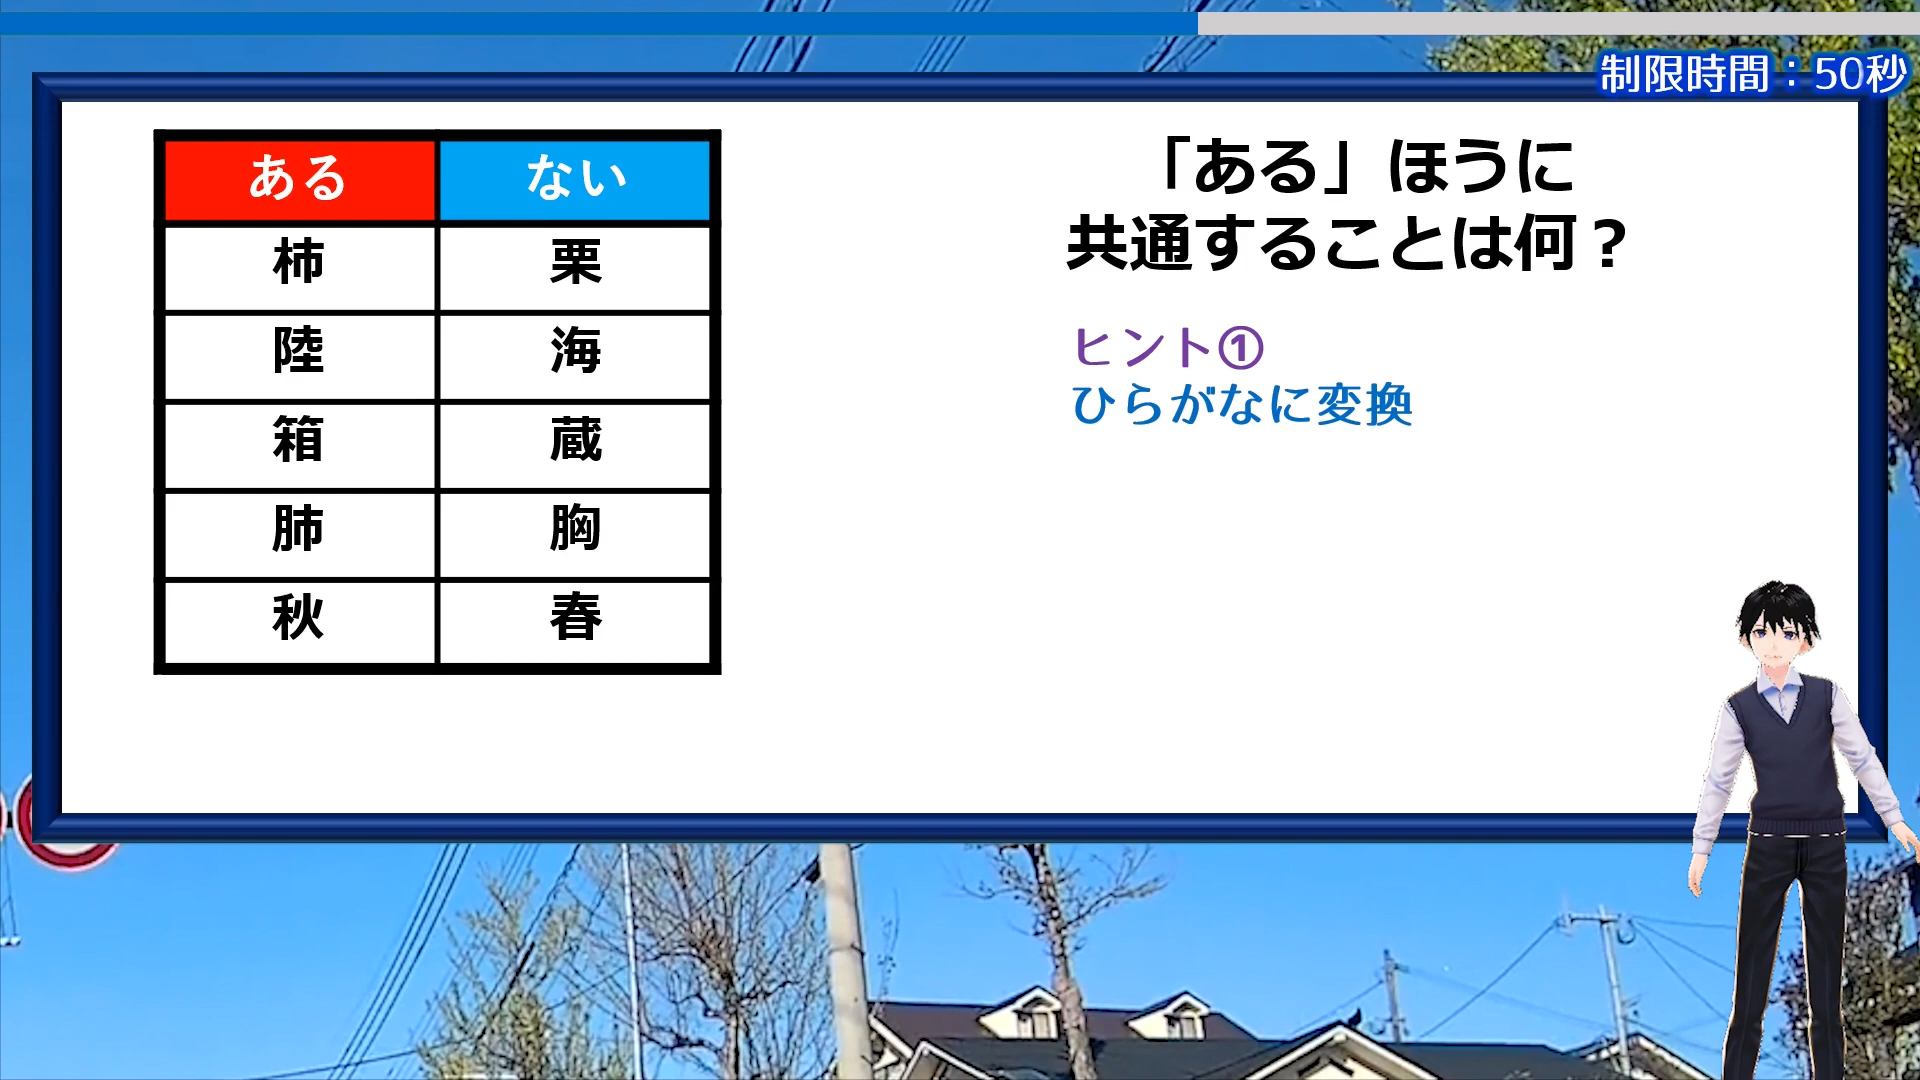 制限時間：50秒
ある ない
柿 栗
陸 海
箱 蔵
肺 胸
秋 春
「ある」ほうに
共通することは何？
ヒント①
ひらがなに変換